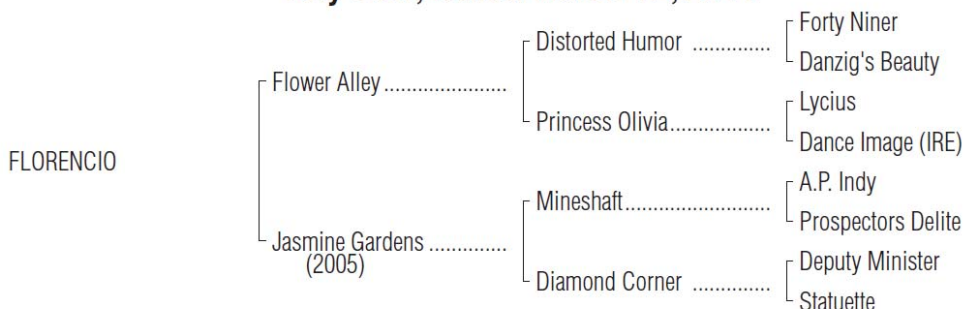 Forty Niner
Distorted Humor ..............
Danzig's Beauty
Flower Alley ......................
Lycius
Princess Olivia..................
Dance Image (IRE)
FLORENCIO
A.P. Indy
Mineshaft..........................
Prospectors Delite
Jasmine Gardens ..............
(2005)
Deputy Minister
Diamond Corner ..............
Statuette